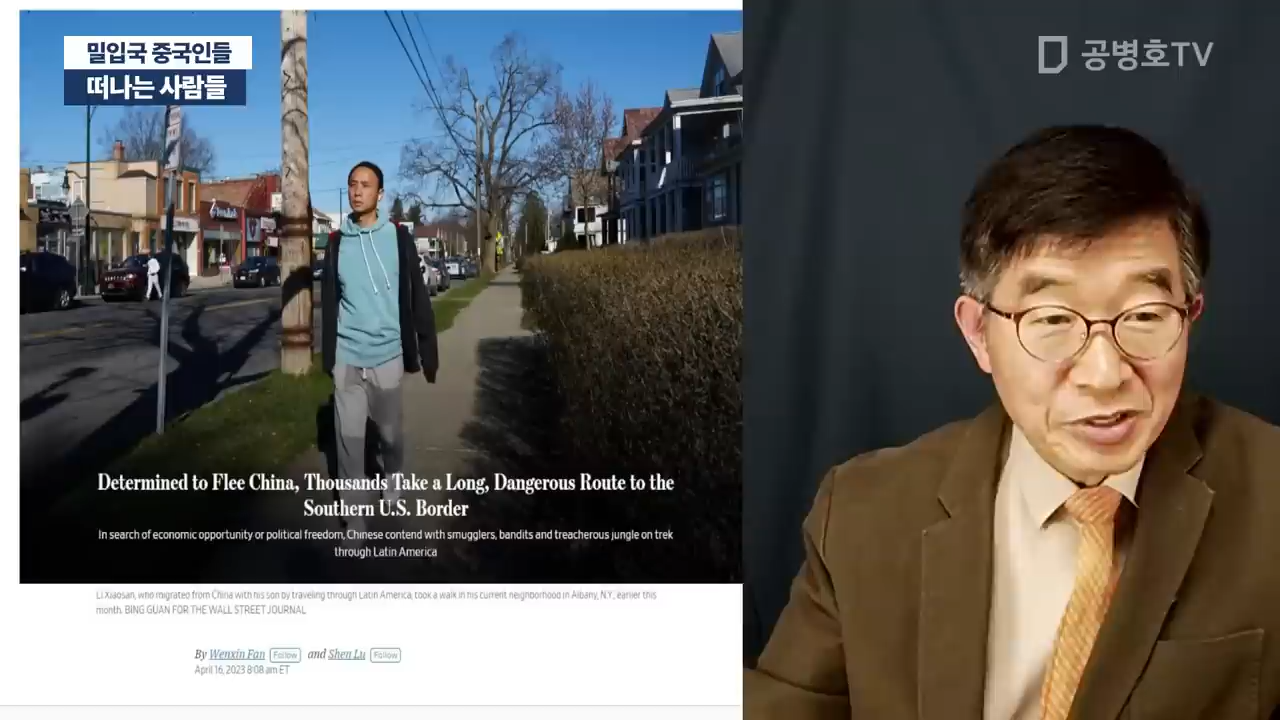 밀입국 중국인들
떠나는 사람들
공병호TV
Determined to Flee China, Thousands Take a Long, Dangerous Route to the
Southern U.S. Border
In search of economic opportunity or political freedom, Chinese contend with smugglers, bandits and treacherous jungle on trek
through Latin America
Li Xiaosan, who migrated from China with his son by traveling through Latin America, took a walk in his current neighborhood in Albany, N.Y., earlier this
month. BING GUAN FOR THE WALL STREET JOURNAL
By Wenxin Fan Follow and Shen Lu Follow
April 16, 2023 8:08 am ET